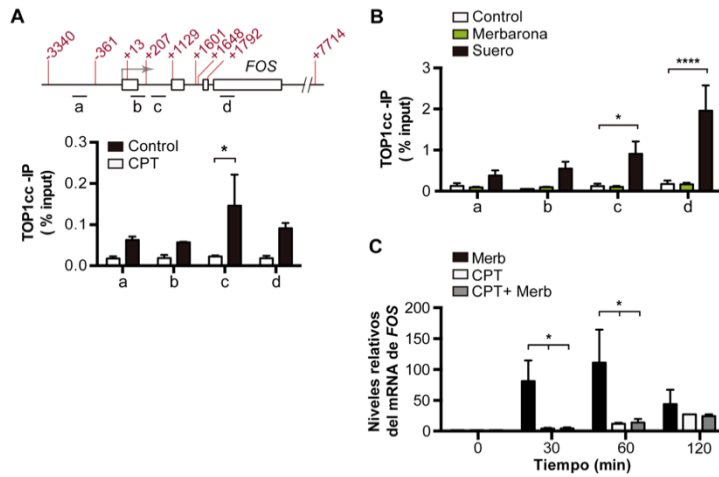 A
-3340
-361
+13
+207
+1129
+1601
+1648
+1792
+7714
FOS
a
b
c
d
Control
CPT
TOP1cc -IP
( % input)
0.3
0.2
0.1
0.0
*
a b c d
B
Control
Merbarona
Suero
TOP1cc -IP
( % input)
3
2
1
0
*
****
a b c d
C
Merb
CPT
CPT+ Merb
Niveles relativos
del mRNA de FOS
200
150
100
50
0
*
*
0 30 60 120
Tiempo (min)